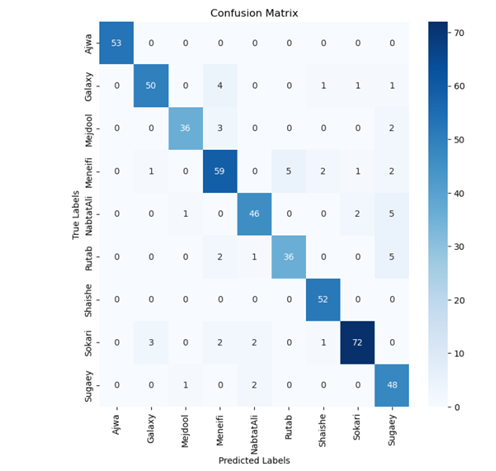 Confusion Matrix
Ajwa 53 0 0 0 0 0 0 0 0
Galaxy 0 50 0 4 0 0 1 1 1
Mejdool 0 0 36 3 0 0 0 0 2
Meneifi 0 1 0 59 0 5 2 1 2
NabtatAli 0 0 1 0 46 0 0 2 5
Rutab 0 0 0 2 1 36 0 0 5
Shaishe 0 0 0 0 0 0 52 0 0
Sokari 0 3 0 2 2 0 1 72 0
Sugaey 0 0 1 0 2 0 0 0 48
True Labels
Ajwa Galaxy Mejdool Meneifi NabtatAli Rutab Shaishe Sokari Sugaey
Predicted Labels
70
60
50
40
30
20
10
0